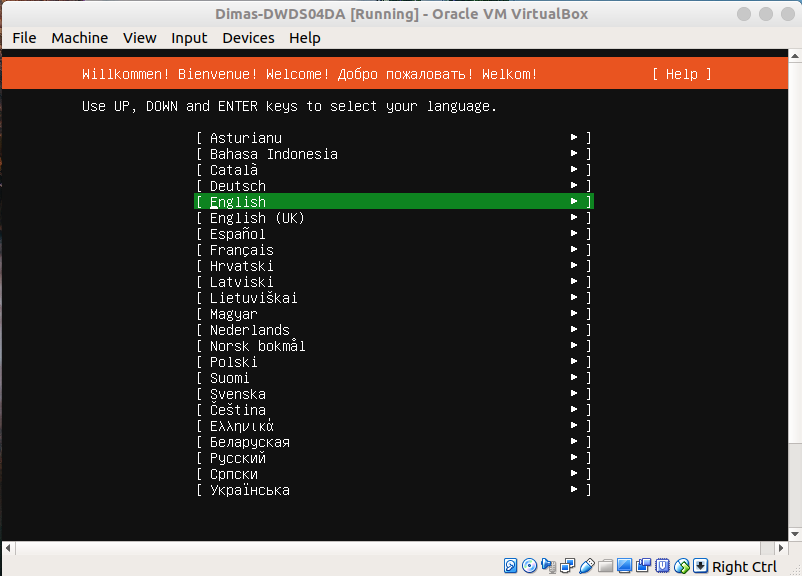 Dimas-DWDS04DA [Running] - Oracle VM VirtualBox
File Machine View Input Devices Help
Willkommen! Bienvenue! Welcome! Добро пожаловать! Welkom! [ Help ]
Use UP, DOWN and ENTER keys to select your language.
[ Asturianu ▸ ]
[ Bahasa Indonesia ▸ ]
[ Català ▸ ]
[ Deutsch ▸ ]
[ English ▸ ]
[ English (UK) ▸ ]
[ Español ▸ ]
[ Français ▸ ]
[ Hrvatski ▸ ]
[ Latviski ▸ ]
[ Lietuviškai ▸ ]
[ Magyar ▸ ]
[ Nederlands ▸ ]
[ Norsk bokmål ▸ ]
[ Polski ▸ ]
[ Suomi ▸ ]
[ Svenska ▸ ]
[ Čeština ▸ ]
[ Ελληνικά ▸ ]
[ Беларуская ▸ ]
[ Русский ▸ ]
[ Српски ▸ ]
[ Українська ▸ ]
Right Ctrl